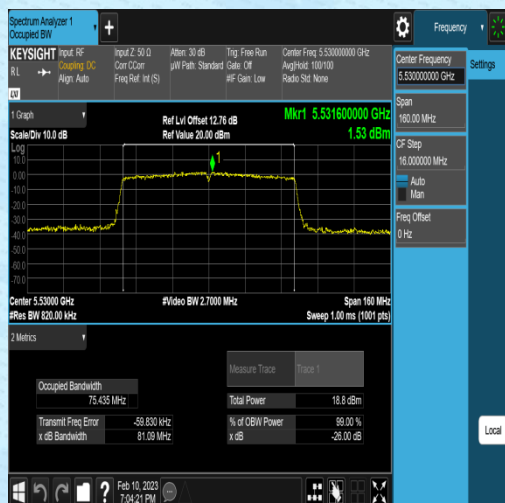 Spectrum Analyzer 1
Occupied BW
Frequency
KEYSIGHT
Input: RF
Input Z: 50 Ω
Atten: 30 dB
Trig: Free Run
Center Freq: 5.530000000 GHz
R L
Coupling: DC
Corr CCorr
µW Path: Standard
Gate: Off
Avg|Hold: 100/100
Align: Auto
Freq Ref: Int (S)
#IF Gain: Low
Radio Std: None
Center Frequency
5.530000000 GHz
Settings
Span
160.00 MHz
CF Step
16.000000 MHz
Auto
Man
Freq Offset
0 Hz
Local
1 Graph
Ref Lvl Offset 12.76 dB
Mkr1 5.531600000 GHz
Scale/Div 10.0 dB
Ref Value 20.00 dBm
1.53 dBm
Log
10.0
0.00
-10.0
-20.0
-30.0
-40.0
-50.0
-60.0
-70.0
1
Center 5.53000 GHz
#Video BW 2.7000 MHz
Span 160 MHz
#Res BW 820.00 kHz
Sweep 1.00 ms (1001 pts)
2 Metrics
Measure Trace
Trace 1
Occupied Bandwidth
75.435 MHz
Total Power
18.8 dBm
Transmit Freq Error
-59.830 kHz
% of OBW Power
99.00 %
x dB Bandwidth
81.09 MHz
x dB
-26.00 dB
Feb 10, 2023
7:04:21 PM